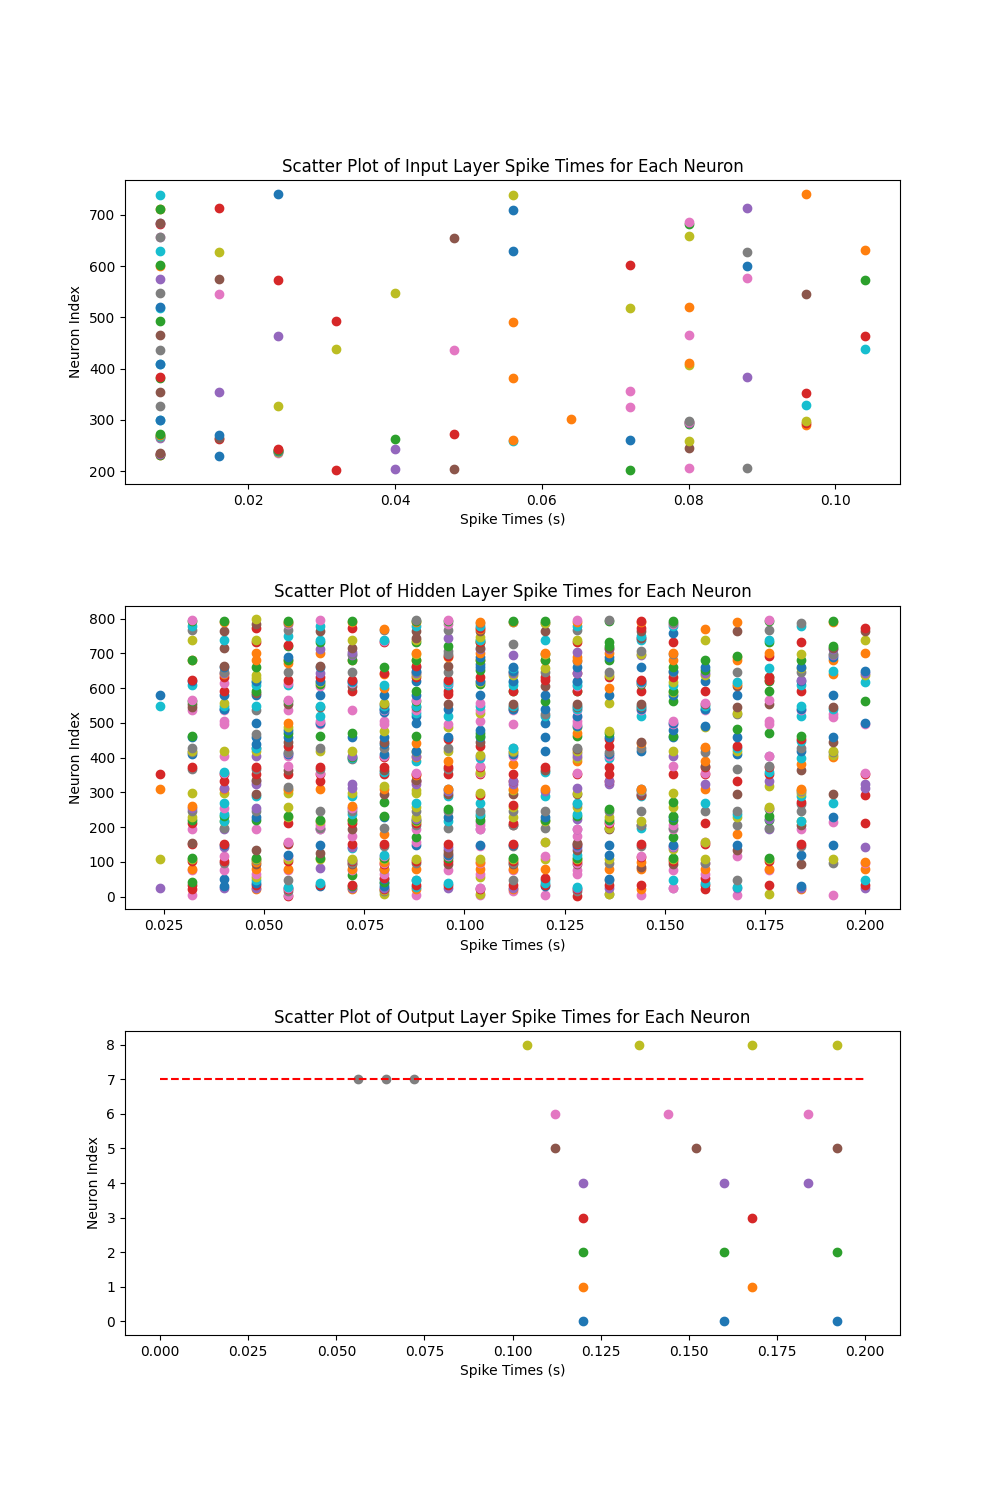 Scatter Plot of Input Layer Spike Times for Each Neuron
Neuron Index
700
600
500
400
300
200
0.02 0.04 0.06 0.08 0.10
Spike Times (s)
Scatter Plot of Hidden Layer Spike Times for Each Neuron
Neuron Index
800
700
600
500
400
300
200
100
0
0.025 0.050 0.075 0.100 0.125 0.150 0.175 0.200
Spike Times (s)
Scatter Plot of Output Layer Spike Times for Each Neuron
Neuron Index
8
7
6
5
4
3
2
1
0
0.000 0.025 0.050 0.075 0.100 0.125 0.150 0.175 0.200
Spike Times (s)